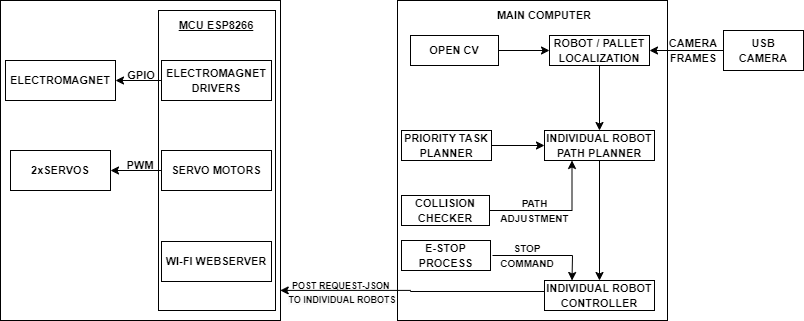 MCU ESP8266
ELECTROMAGNET
GPIO
ELECTROMAGNET
DRIVERS
2xSERVOS
PWM
SERVO MOTORS
WI-FI WEBSERVER
POST REQUEST-JSON
TO INDIVIDUAL ROBOTS
MAIN COMPUTER
OPEN CV
ROBOT / PALLET
LOCALIZATION
CAMERA
FRAMES
USB
CAMERA
PRIORITY TASK
PLANNER
INDIVIDUAL ROBOT
PATH PLANNER
COLLISION
CHECKER
PATH
ADJUSTMENT
E-STOP
PROCESS
STOP
COMMAND
INDIVIDUAL ROBOT
CONTROLLER